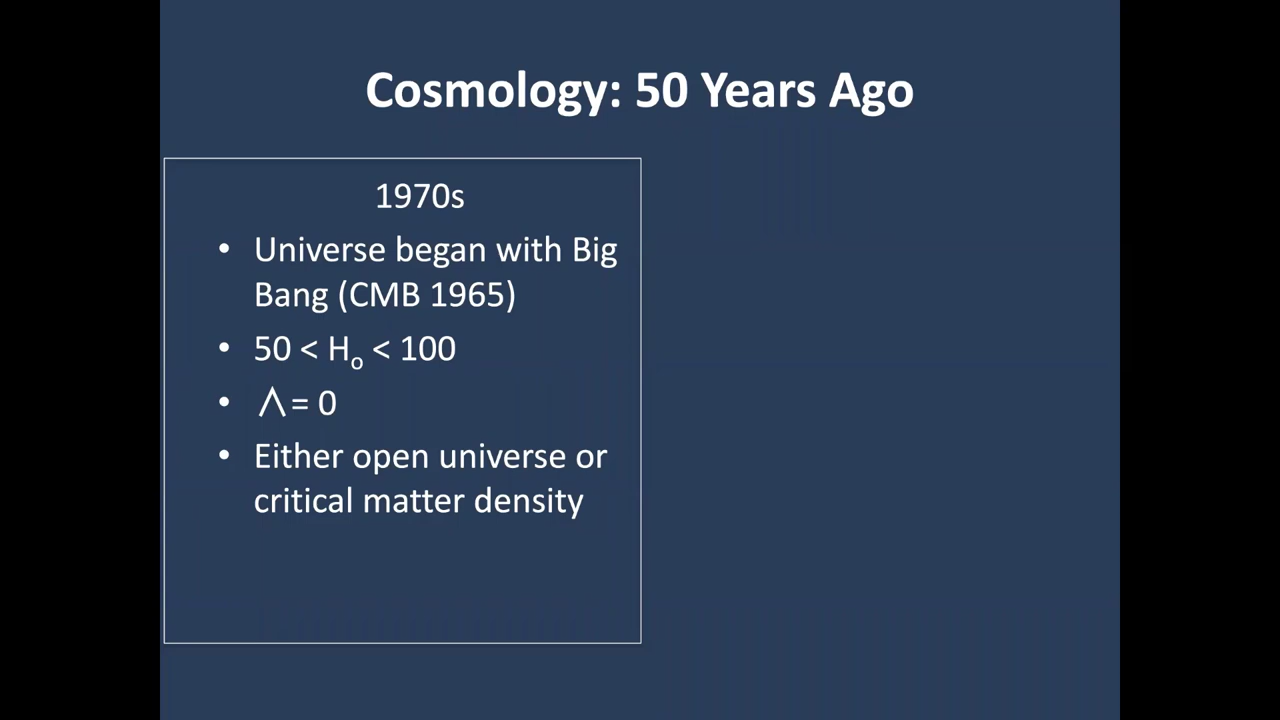 Cosmology: 50 Years Ago
1970s
• Universe began with Big
Bang (CMB 1965)
• 50 < Ho < 100
• Λ = 0
• Either open universe or
critical matter density